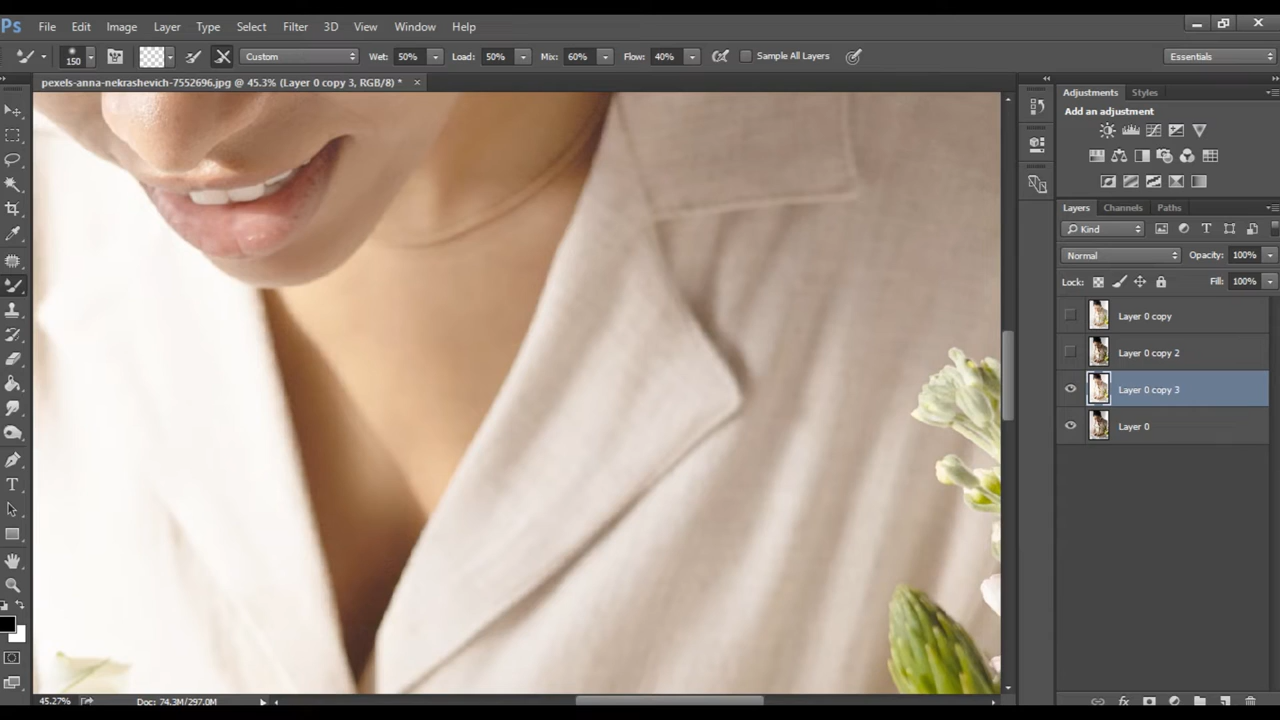 Ps File Edit Image Layer Type Select Filter 3D View Window Help
150 Custom Wet: 50% Load: 50% Mix: 60% Flow: 40% Sample All Layers Essentials
pexels-anna-nekrashevich-7552696.jpg @ 45.3% (Layer 0 copy 3, RGB/8) * ×
Adjustments Styles
Add an adjustment
Layers Channels Paths
Kind
Normal Opacity: 100%
Lock: Fill: 100%
Layer 0 copy
Layer 0 copy 2
Layer 0 copy 3
Layer 0
45.27% Doc: 74.3M/297.0M